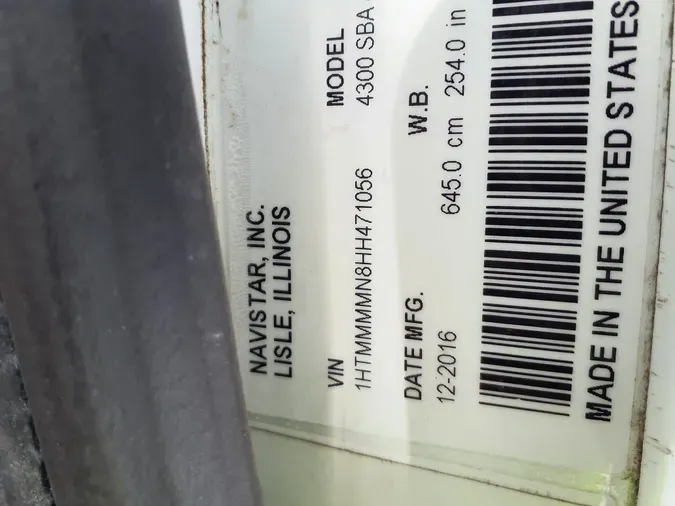 NAVISTAR, INC.
LISLE, ILLINOIS
VIN MODEL
1HTMMMMN8HH471056 4300 SBA
DATE MFG. W.B.
12-2016 645.0 cm 254.0 in
MADE IN THE UNITED STATES